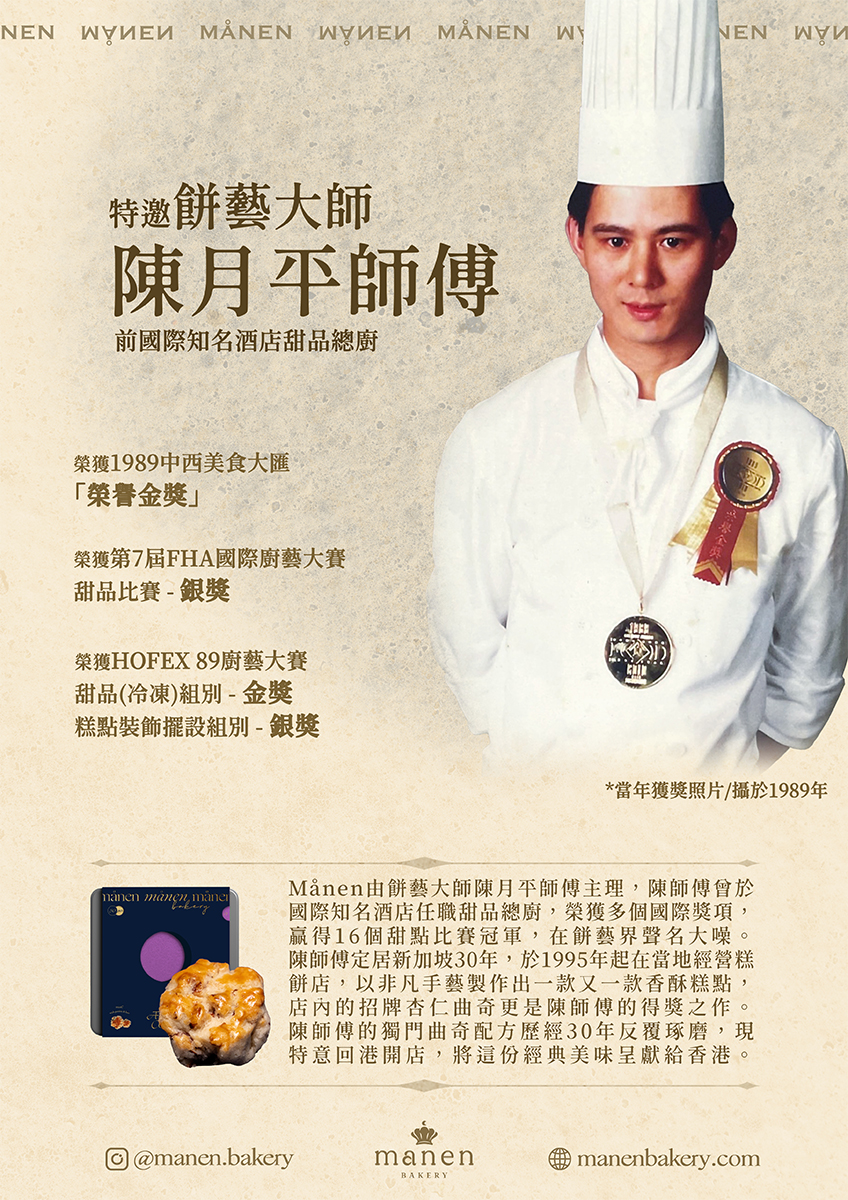 NEN MÅNEN MÅNEN MÅNEN MÅNEN M NEN MÅN
特邀餅藝大師
陳月平師傅
前國際知名酒店甜品總廚
榮獲1989中西美食大匯
「榮譽金獎」
榮獲第7屆FHA國際廚藝大賽
甜品比賽 - 銀獎
榮獲HOFEX 89廚藝大賽
甜品(冷凍)組別 - 金獎
糕點裝飾擺設組別 - 銀獎
榮譽金獎
*當年獲獎照片/攝於1989年
månen månen månen
bakery
Månen由餅藝大師陳月平師傅主理，陳師傅曾於
國際知名酒店任職甜品總廚，榮獲多個國際獎項，
贏得16個甜點比賽冠軍，在餅藝界聲名大噪。
陳師傅定居新加坡30年，於1995年起在當地經營糕
餅店，以非凡手藝製作出一款又一款香酥糕點，
店內的招牌杏仁曲奇更是陳師傅的得獎之作。
陳師傅的獨門曲奇配方歷經30年反覆琢磨，現
特意回港開店，將這份經典美味呈獻給香港。
@manen.bakery
manen
BAKERY
manenbakery.com